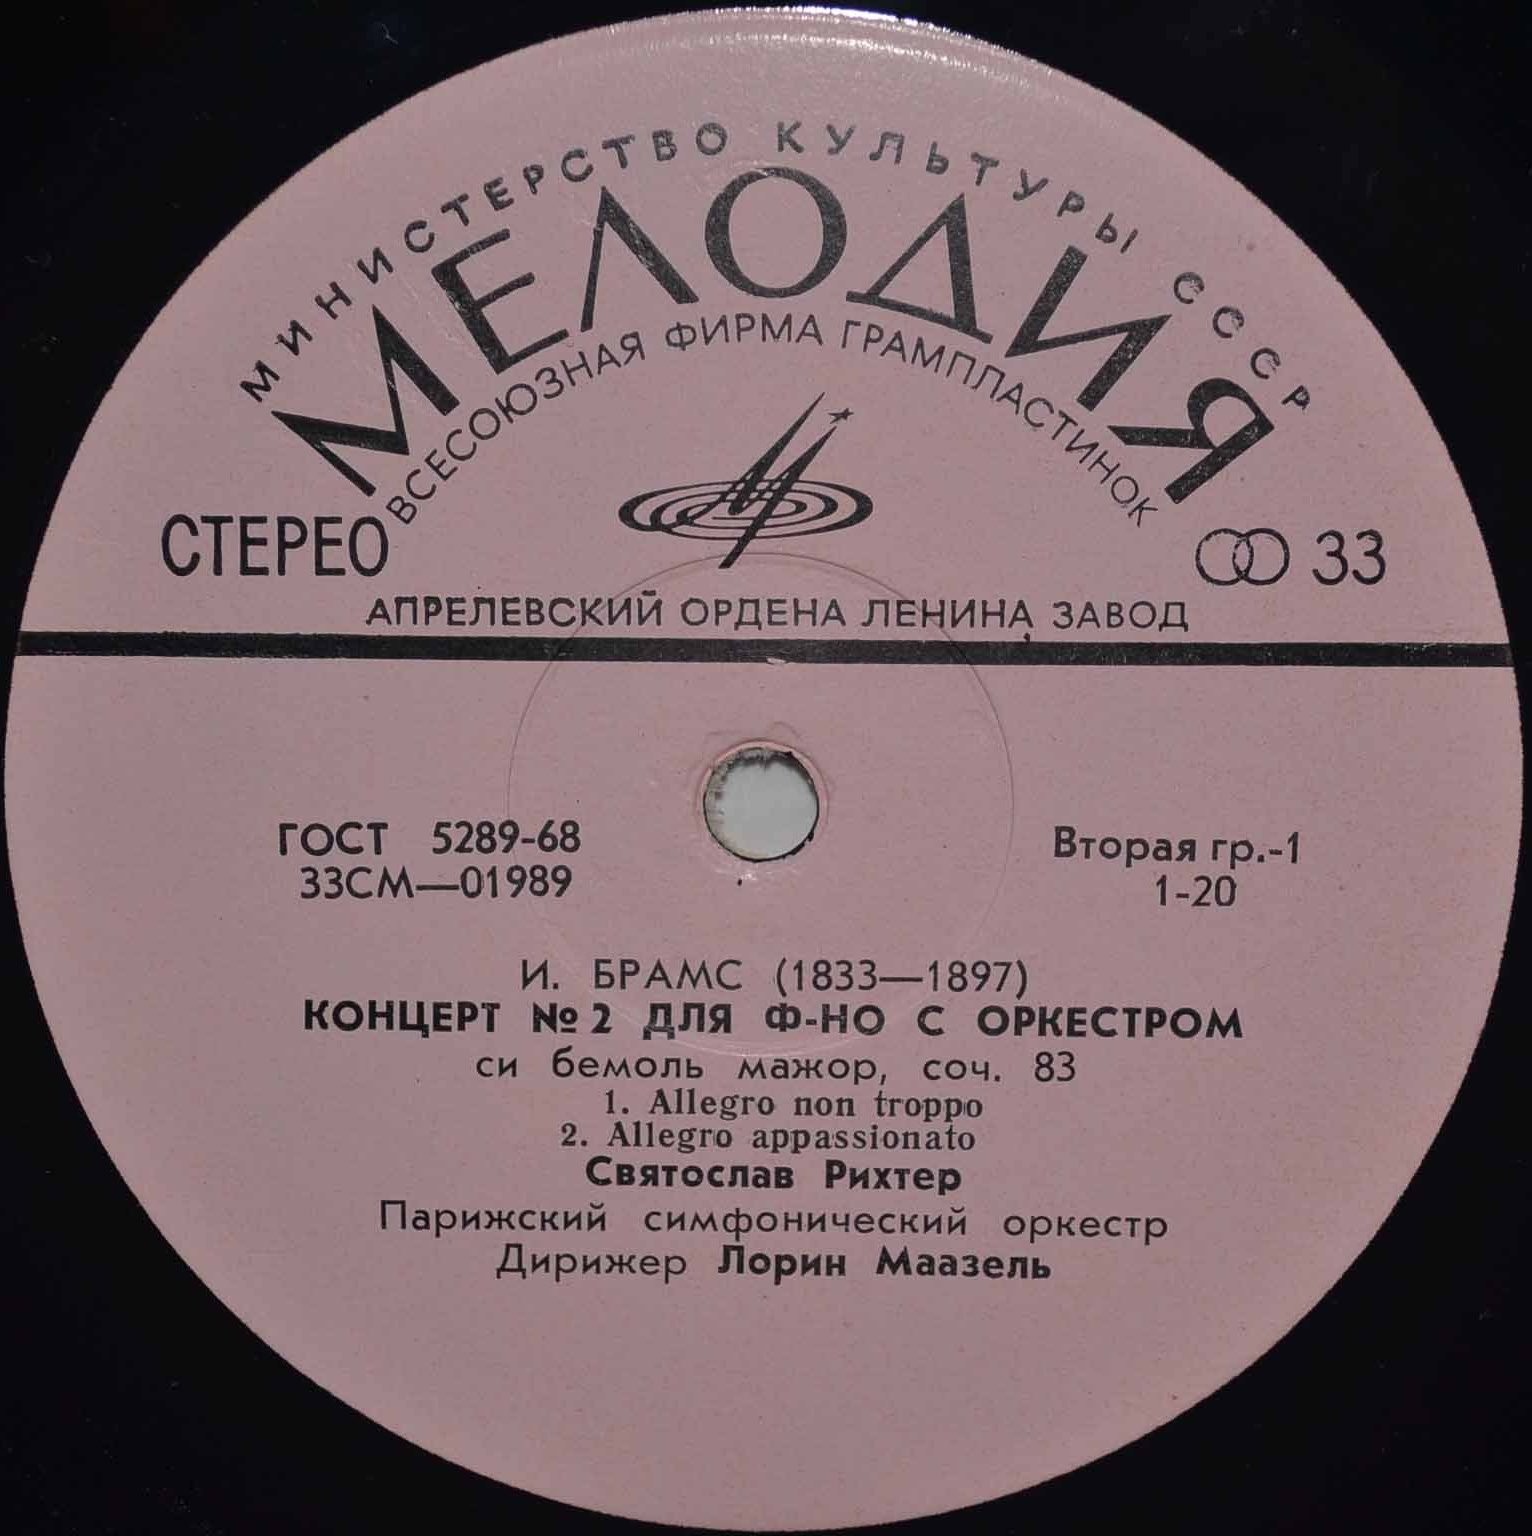 МИНИСТЕРСТВО КУЛЬТУРЫ СССР
МЕЛОДИЯ
ВСЕСОЮЗНАЯ ФИРМА ГРАМПЛАСТИНОК
СТЕРЕО
33
АПРЕЛЕВСКИЙ ОРДЕНА ЛЕНИНА ЗАВОД
ГОСТ 5289-68
33СМ—01989
Вторая гр.-1
1-20
И. БРАМС (1833—1897)
КОНЦЕРТ №2 ДЛЯ Ф-НО С ОРКЕСТРОМ
си бемоль мажор, соч. 83
1. Allegro non troppo
2. Allegro appassionato
Святослав Рихтер
Парижский симфонический оркестр
Дирижер Лорин Маазель